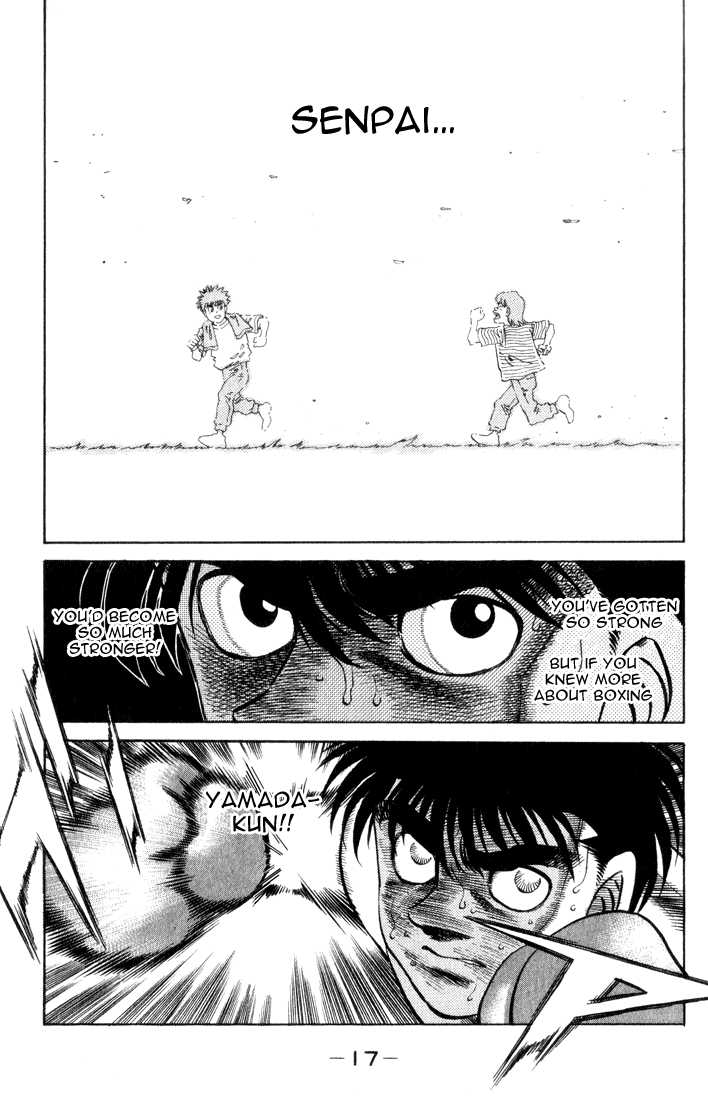 SENPAI...
YOU'VE GOTTEN
SO STRONG
BUT IF YOU
KNEW MORE
ABOUT BOXING
YOU'D BECOME
SO MUCH
STRONGER!
YAMADA-
KUN!!
-17-